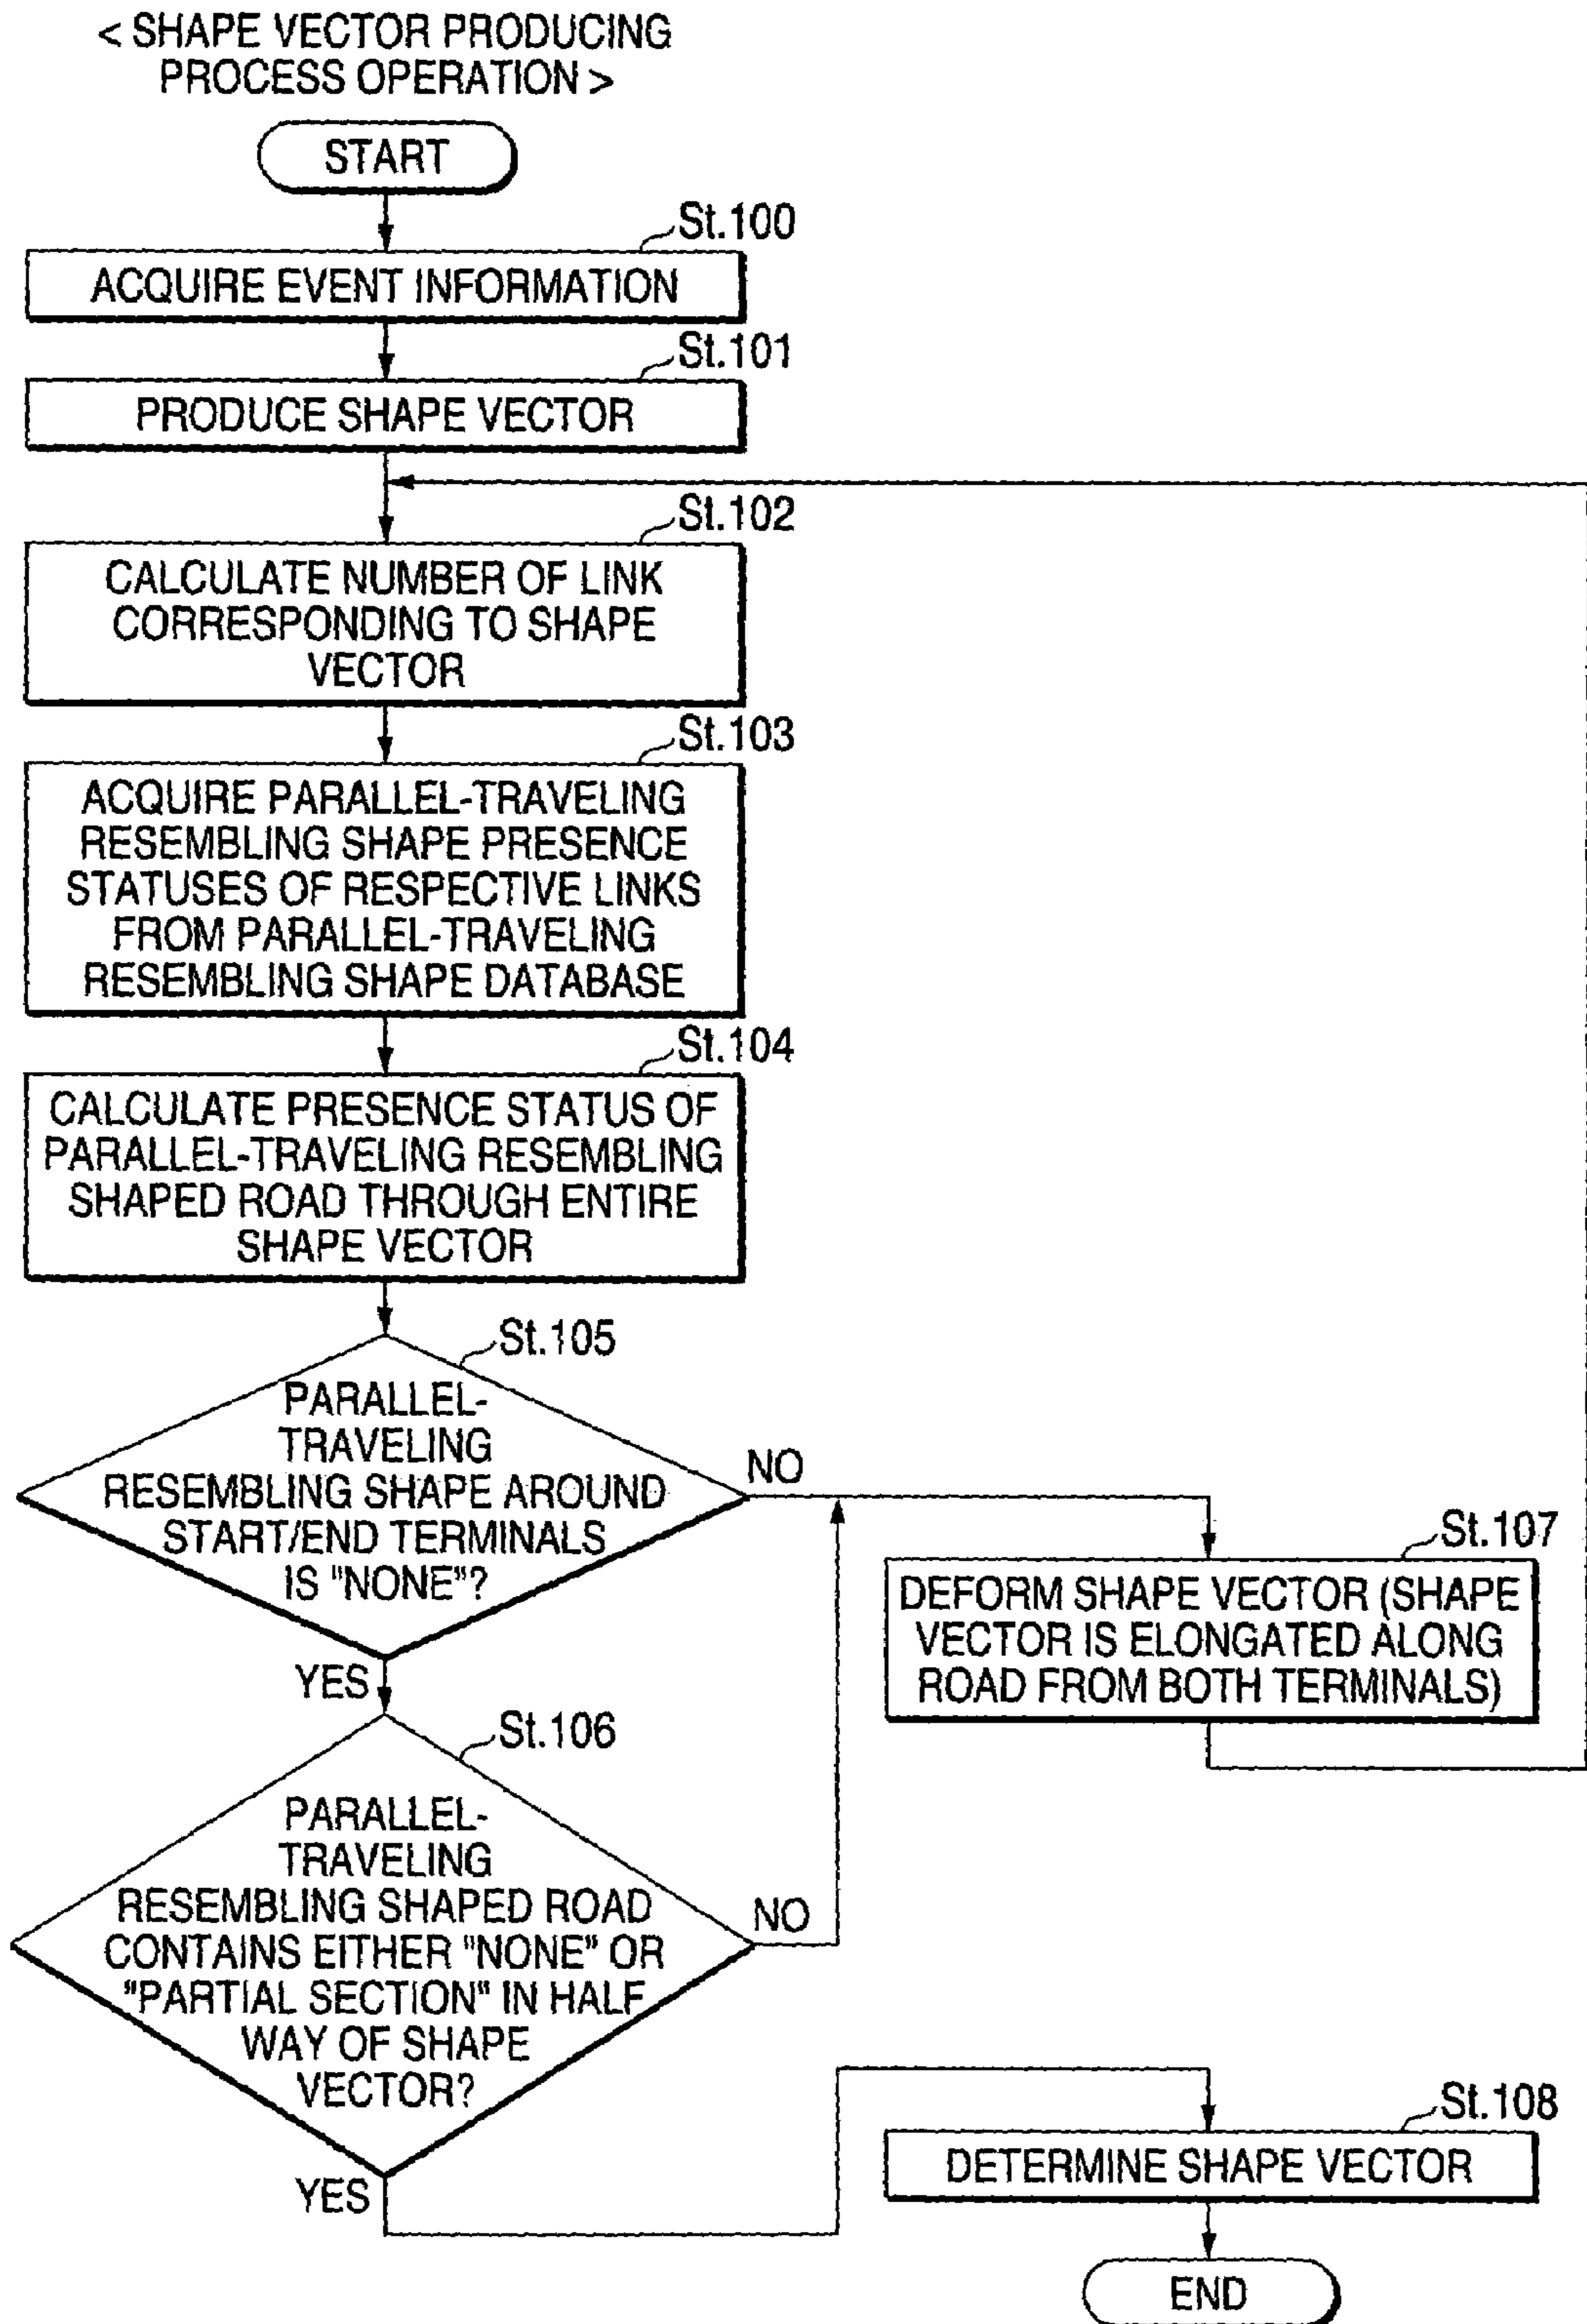 < SHAPE VECTOR PRODUCING
PROCESS OPERATION >
START
St.100
ACQUIRE EVENT INFORMATION
St.101
PRODUCE SHAPE VECTOR
St.102
CALCULATE NUMBER OF LINK
CORRESPONDING TO SHAPE
VECTOR
St.103
ACQUIRE PARALLEL-TRAVELING
RESEMBLING SHAPE PRESENCE
STATUSES OF RESPECTIVE LINKS
FROM PARALLEL-TRAVELING
RESEMBLING SHAPE DATABASE
St.104
CALCULATE PRESENCE STATUS OF
PARALLEL-TRAVELING RESEMBLING
SHAPED ROAD THROUGH ENTIRE
SHAPE VECTOR
St.105
PARALLEL-
TRAVELING
RESEMBLING SHAPE AROUND
START/END TERMINALS
IS "NONE"?
NO
YES
St.107
DEFORM SHAPE VECTOR (SHAPE
VECTOR IS ELONGATED ALONG
ROAD FROM BOTH TERMINALS)
St.106
PARALLEL-
TRAVELING
RESEMBLING SHAPED ROAD
CONTAINS EITHER "NONE" OR
"PARTIAL SECTION" IN HALF
WAY OF SHAPE
VECTOR?
NO
YES
St.108
DETERMINE SHAPE VECTOR
END